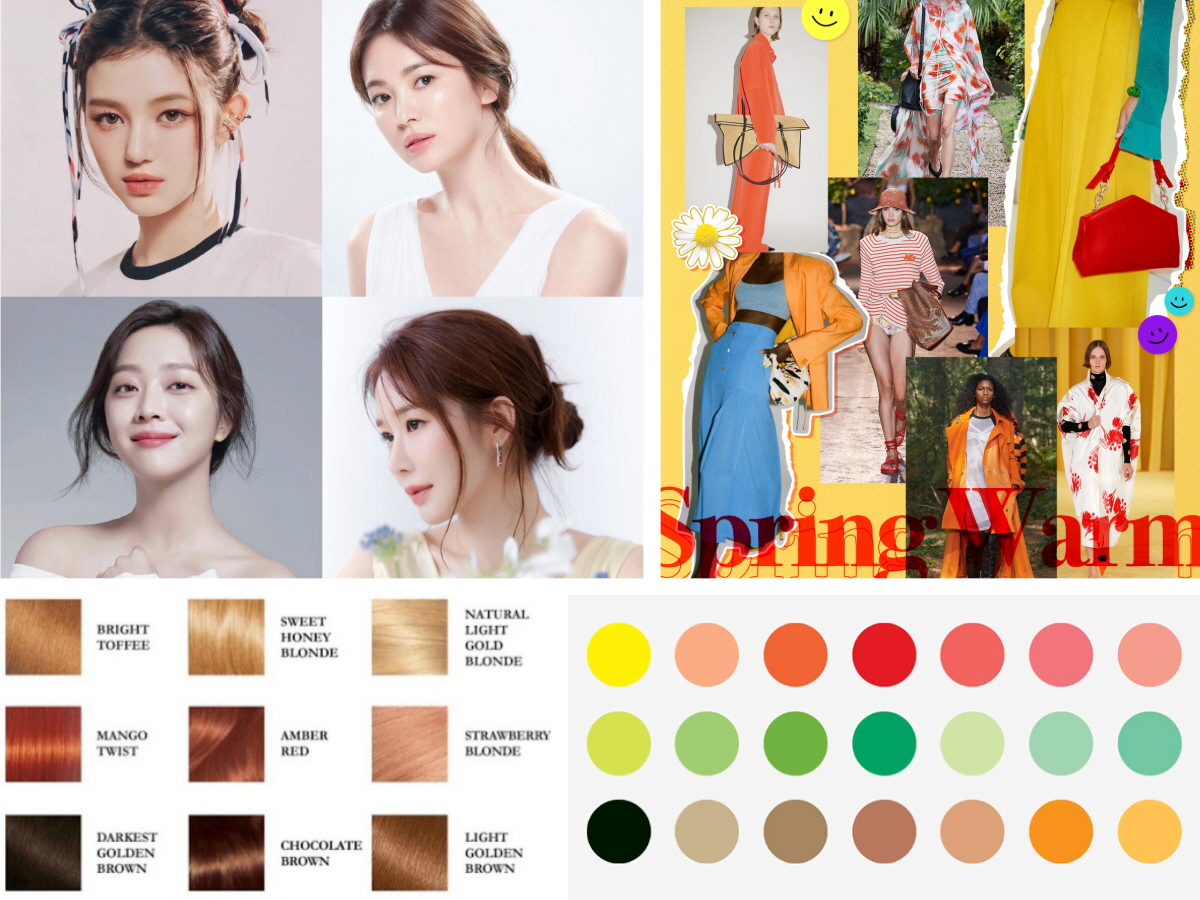 Spring Warm
BRIGHT
TOFFEE
SWEET
HONEY
BLONDE
NATURAL
LIGHT
GOLD
BLONDE
MANGO
TWIST
AMBER
RED
STRAWBERRY
BLONDE
DARKEST
GOLDEN
BROWN
CHOCOLATE
BROWN
LIGHT
GOLDEN
BROWN